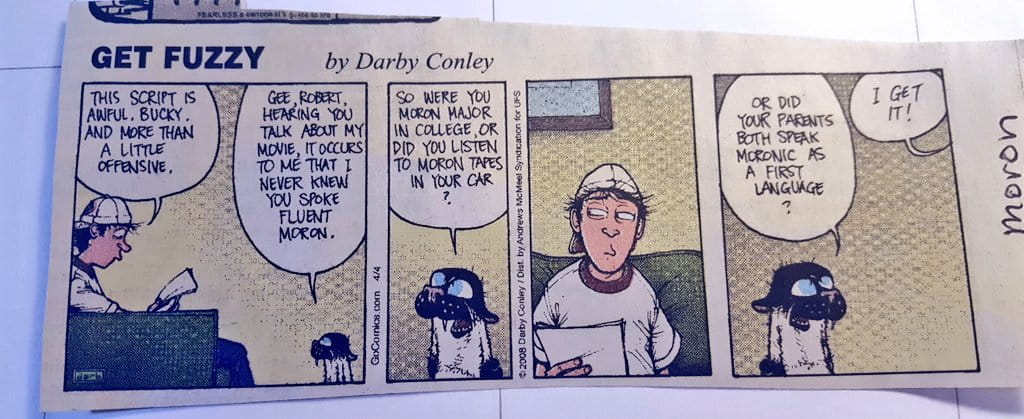 FEARLESS
GET FUZZY
by Darby Conley
THIS SCRIPT IS
AWFUL, BUCKY.
AND MORE THAN
A LITTLE
OFFENSIVE.
GEE, ROBERT,
HEARING YOU
TALK ABOUT MY
MOVIE, IT OCCURS
TO ME THAT I
NEVER KNEW
YOU SPOKE
FLUENT
MORON.
darb
GoComics.com 4/4
SO WERE YOU
MORON MAJOR
IN COLLEGE, OR
DID YOU LISTEN
TO MORON TAPES
IN YOUR CAR
?
© 2008 Darby Conley / Dist. by Andrews McMeel Syndication for UFS
OR DID
YOUR PARENTS
BOTH SPEAK
MORONIC AS
A FIRST
LANGUAGE
?
I GET
IT!
moron